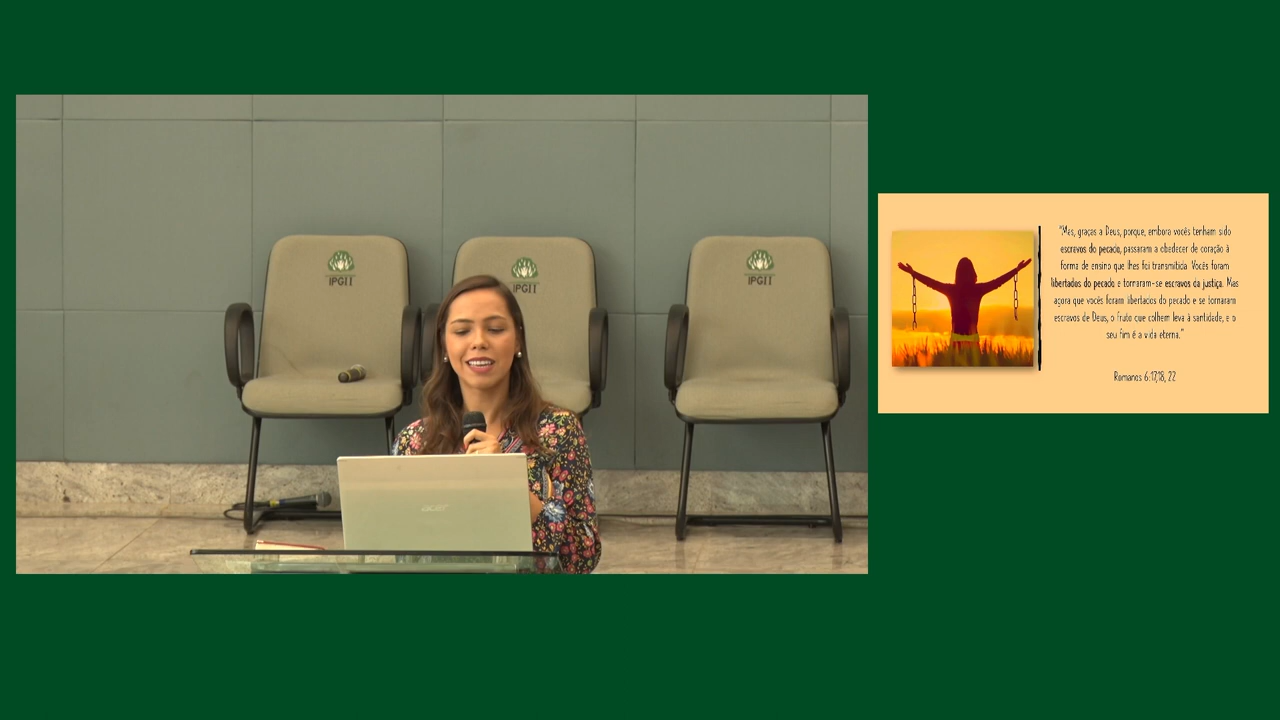 IPGII
IPGII
IPGII
acer
"Mas, graças a Deus, porque, embora vocês tenham sido
escravos do pecado, passaram a obedecer de coração à
forma de ensino que lhes foi transmitida. Vocês foram
libertados do pecado e tornaram-se escravos da justiça. Mas
agora que vocês foram libertados do pecado e se tornaram
escravos de Deus, o fruto que colhem leva à santidade, e o
seu fim é a vida eterna."
Romanos 6:17,18, 22